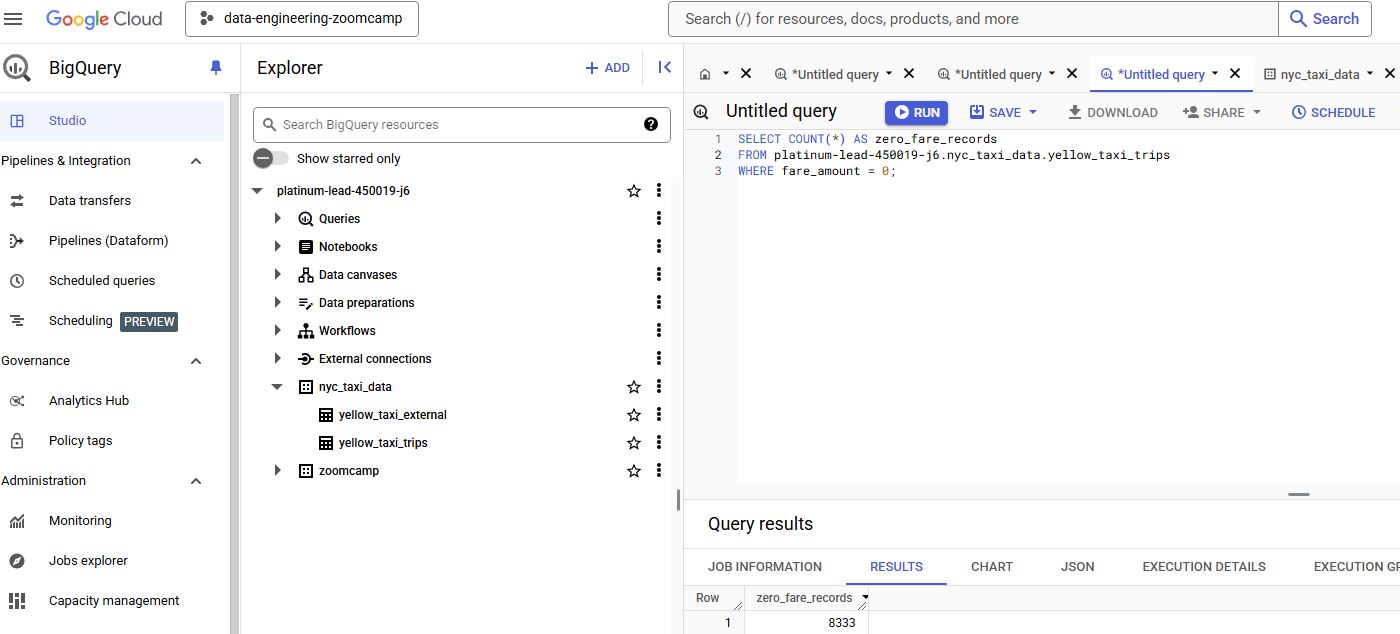 Google Cloud
data-engineering-zoomcamp
Search (/) for resources, docs, products, and more
Search
BigQuery
Studio
Pipelines & Integration
Data transfers
Pipelines (Dataform)
Scheduled queries
Scheduling PREVIEW
Governance
Analytics Hub
Policy tags
Administration
Monitoring
Jobs explorer
Capacity management
Explorer
+ ADD
Search BigQuery resources
Show starred only
platinum-lead-450019-j6
Queries
Notebooks
Data canvases
Data preparations
Workflows
External connections
nyc_taxi_data
yellow_taxi_external
yellow_taxi_trips
zoomcamp
*Untitled query
*Untitled query
*Untitled query
nyc_taxi_data
Untitled query
RUN
SAVE
DOWNLOAD
SHARE
SCHEDULE
1 SELECT COUNT(*) AS zero_fare_records
2 FROM platinum-lead-450019-j6.nyc_taxi_data.yellow_taxi_trips
3 WHERE fare_amount = 0;
Query results
JOB INFORMATION
RESULTS
CHART
JSON
EXECUTION DETAILS
EXECUTION GR
Row zero_fare_records
1 8333